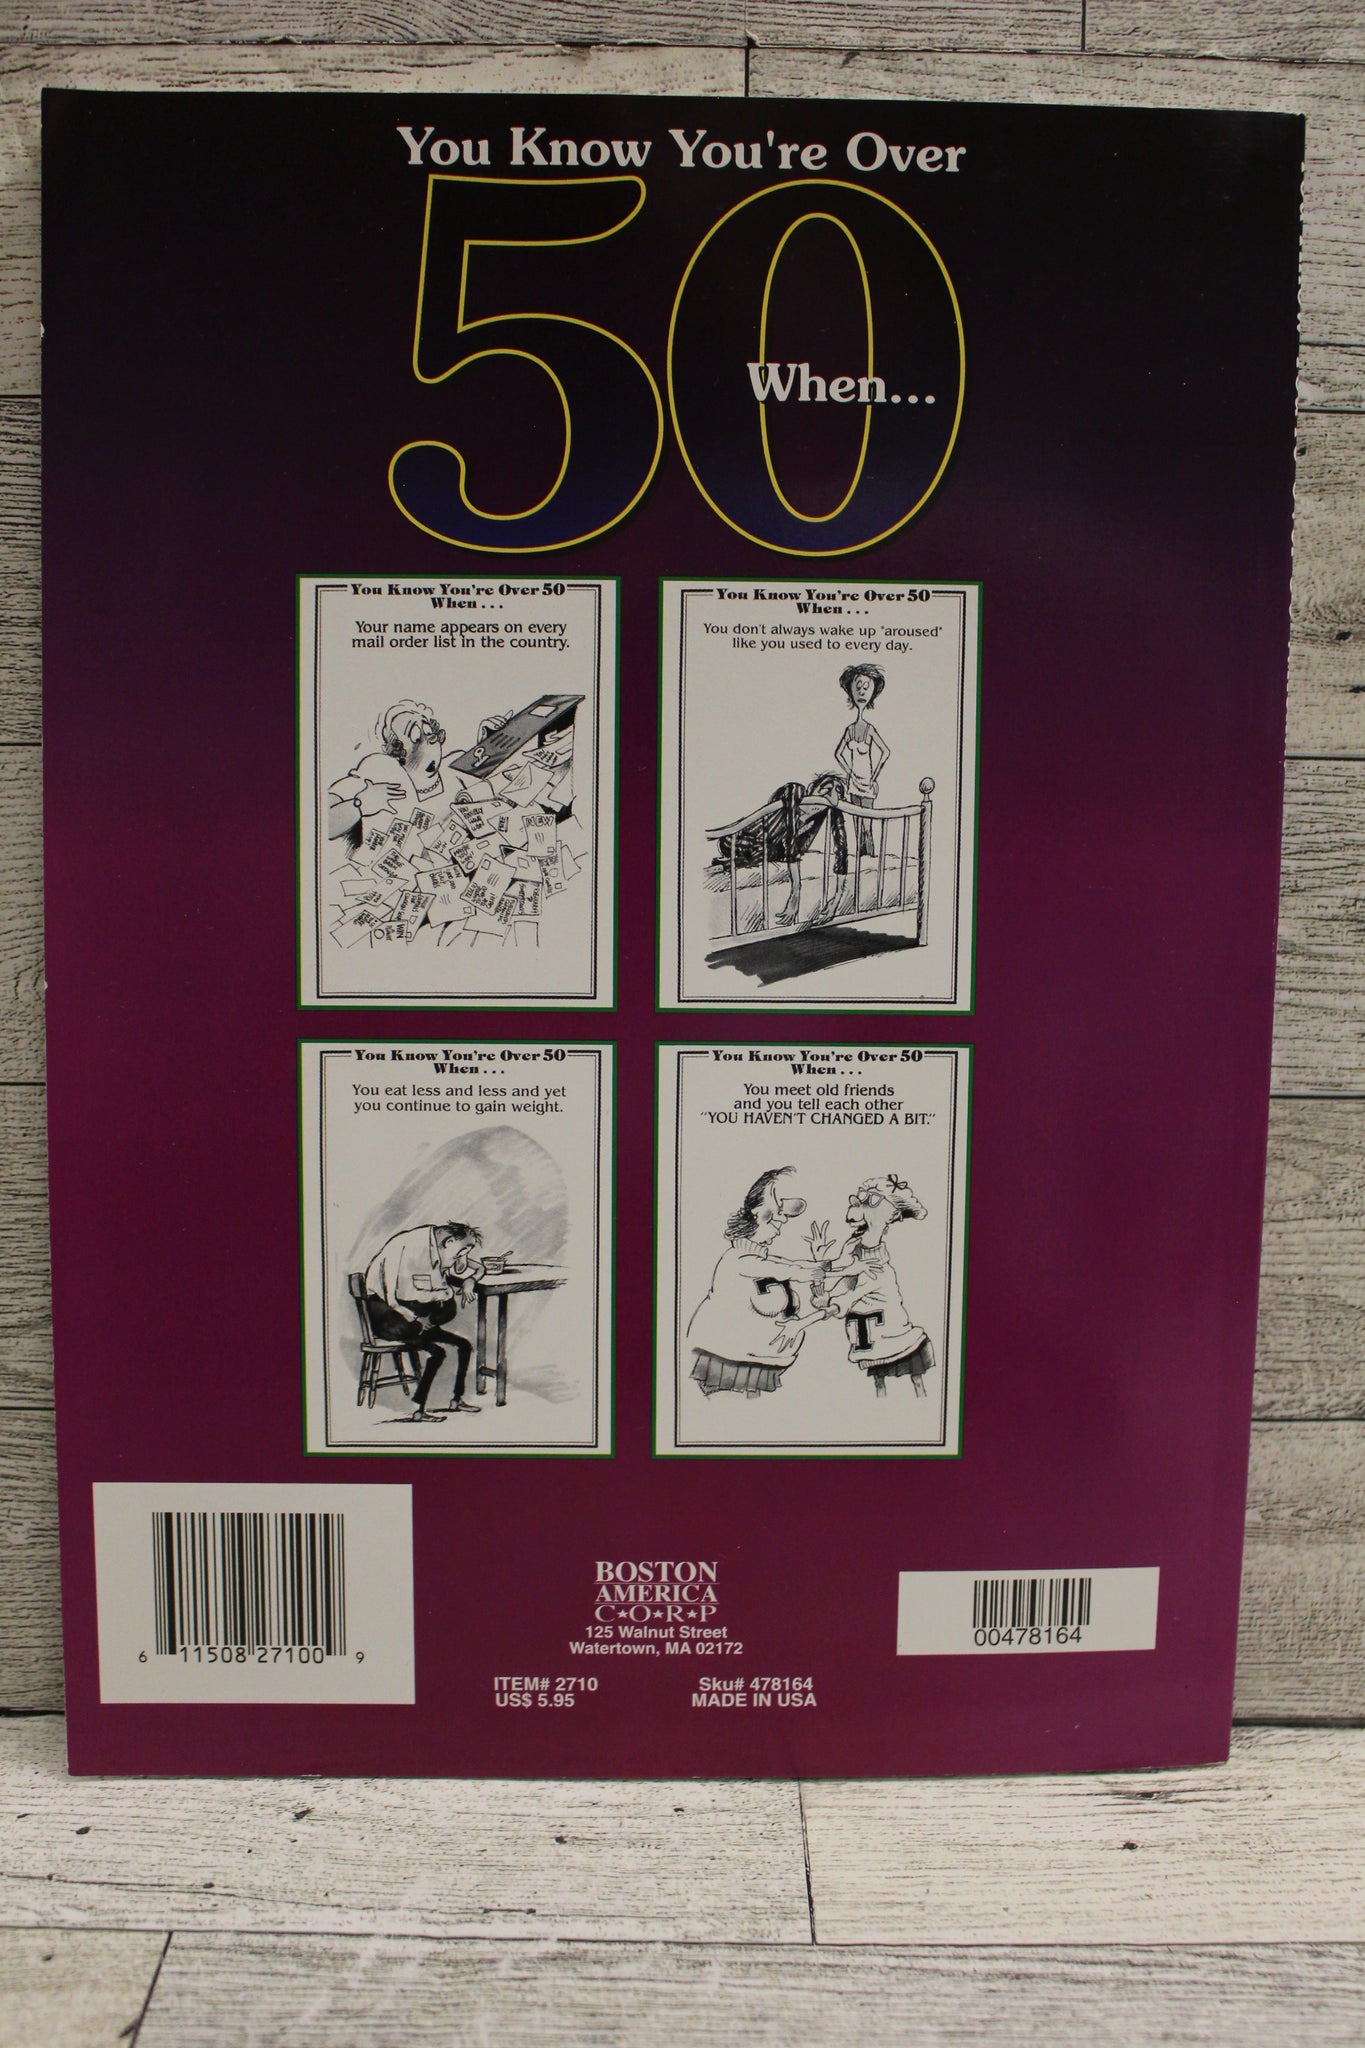 You Know You're Over
50
When...
You Know You're Over 50
When . . .
Your name appears on every
mail order list in the country.
NEW
FREE
WIN
You Know You're Over 50
When . . .
You don't always wake up "aroused"
like you used to every day.
You Know You're Over 50
When . . .
You eat less and less and yet
you continue to gain weight.
You Know You're Over 50
When . . .
You meet old friends
and you tell each other
"YOU HAVEN'T CHANGED A BIT."
T
T
6 11508 27100 9
BOSTON
AMERICA
C★O★R★P
125 Walnut Street
Watertown, MA 02172
ITEM# 2710
US$ 5.95
Sku# 478164
MADE IN USA
00478164